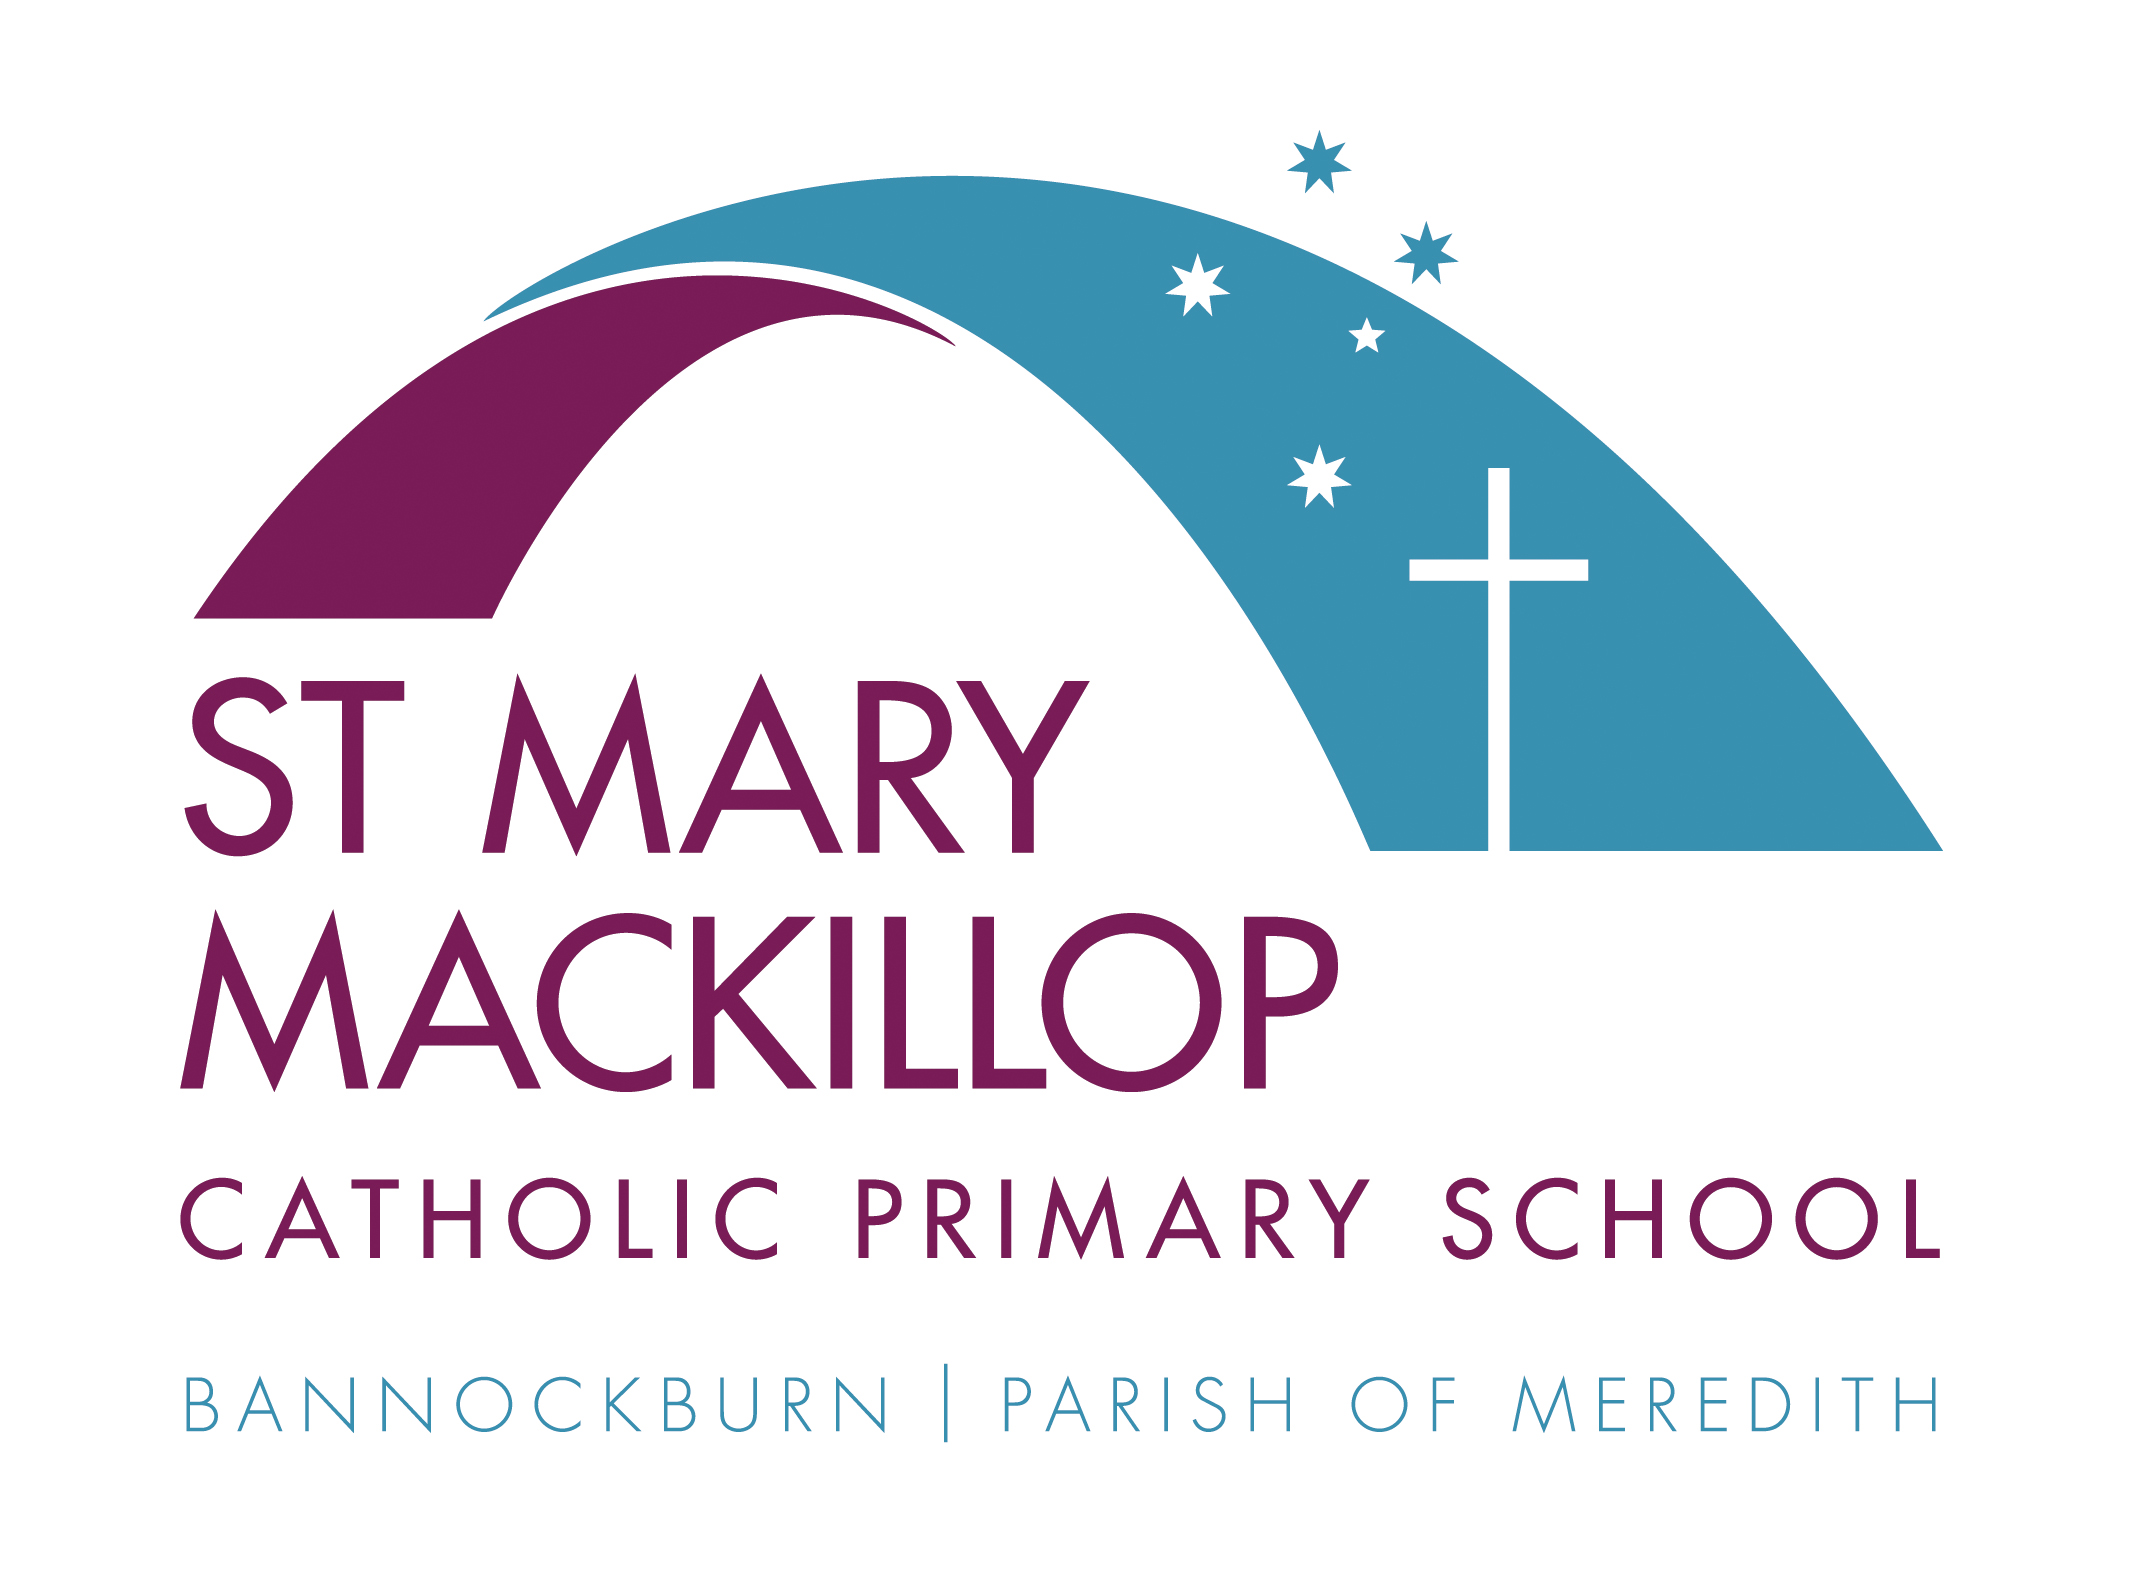 ST MARY
MACKILLOP
CATHOLIC PRIMARY SCHOOL
BANNOCKBURN | PARISH OF MEREDITH